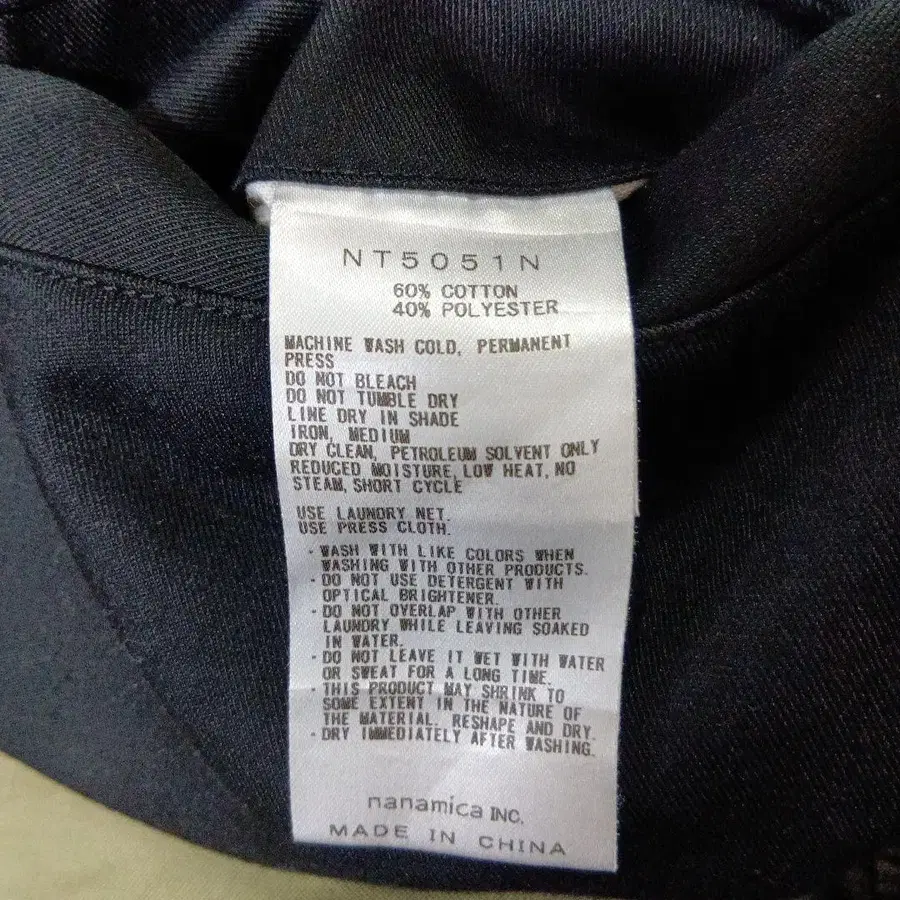 NT5051N
60% COTTON
40% POLYESTER
MACHINE WASH COLD, PERMANENT
PRESS
DO NOT BLEACH
DO NOT TUMBLE DRY
LINE DRY IN SHADE
IRON, MEDIUM
DRY CLEAN, PETROLEUM SOLVENT ONLY
REDUCED MOISTURE, LOW HEAT, NO
STEAM, SHORT CYCLE
USE LAUNDRY NET.
USE PRESS CLOTH.
・WASH WITH LIKE COLORS WHEN
WASHING WITH OTHER PRODUCTS.
・DO NOT USE DETERGENT WITH
OPTICAL BRIGHTENER.
・DO NOT OVERLAP WITH OTHER
LAUNDRY WHILE LEAVING SOAKED
IN WATER.
・DO NOT LEAVE IT WET WITH WATER
OR SWEAT FOR A LONG TIME.
・THIS PRODUCT MAY SHRINK TO
SOME EXTENT IN THE NATURE OF
THE MATERIAL. RESHAPE AND DRY.
・DRY IMMEDIATELY AFTER WASHING.
nanamica INC.
MADE IN CHINA